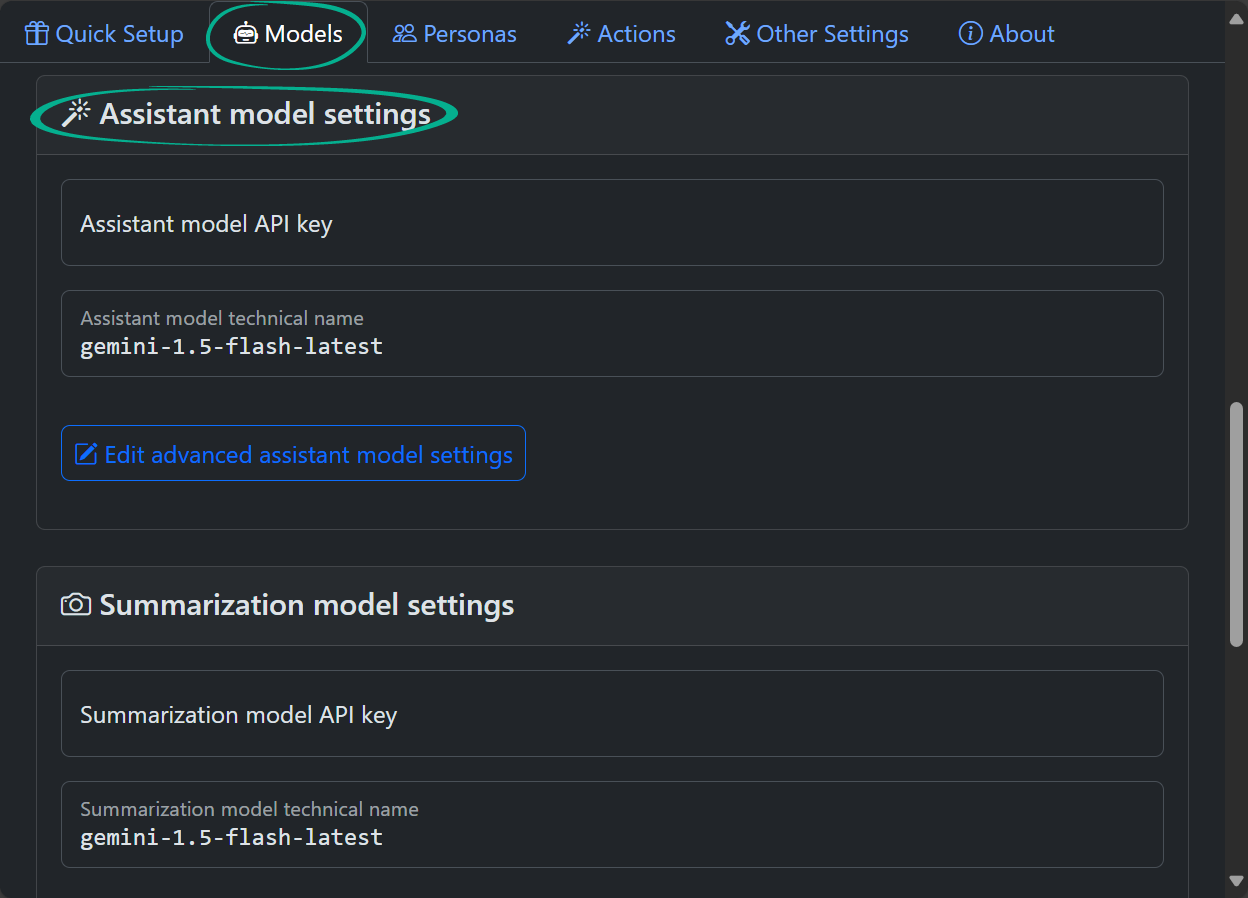 Quick Setup Models Personas Actions Other Settings About
Assistant model settings
Assistant model API key
Assistant model technical name
gemini-1.5-flash-latest
Edit advanced assistant model settings
Summarization model settings
Summarization model API key
Summarization model technical name
gemini-1.5-flash-latest